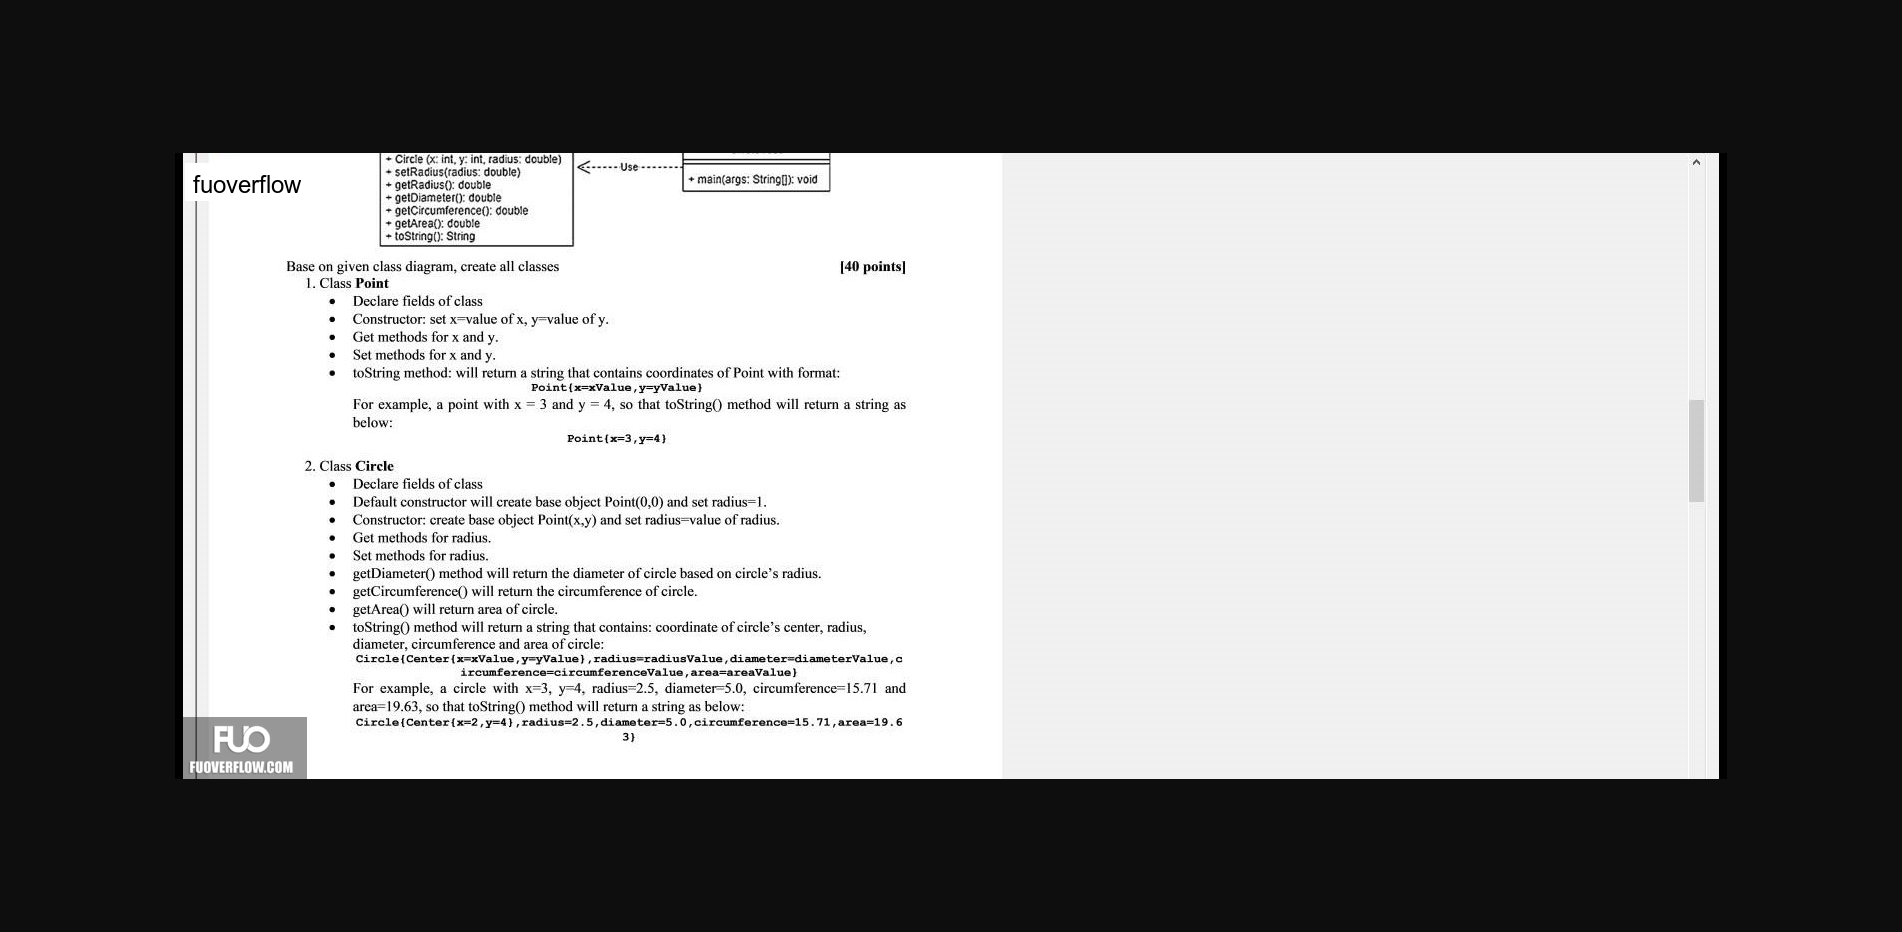 + Circle (x: int, y: int, radius: double)
+ setRadius(radius: double)
+ getRadius(): double
+ getDiameter(): double
+ getCircumference(): double
+ getArea(): double
+ toString(): String
Use
+ main(args: String[]): void
fuoverflow
Base on given class diagram, create all classes [40 points]
1. Class Point
• Declare fields of class
• Constructor: set x=value of x, y=value of y.
• Get methods for x and y.
• Set methods for x and y.
• toString method: will return a string that contains coordinates of Point with format:
Point{x=xValue,y=yValue}
For example, a point with x = 3 and y = 4, so that toString() method will return a string as
below:
Point{x=3,y=4}
2. Class Circle
• Declare fields of class
• Default constructor will create base object Point(0,0) and set radius=1.
• Constructor: create base object Point(x,y) and set radius=value of radius.
• Get methods for radius.
• Set methods for radius.
• getDiameter() method will return the diameter of circle based on circle's radius.
• getCircumference() will return the circumference of circle.
• getArea() will return area of circle.
• toString() method will return a string that contains: coordinate of circle's center, radius,
diameter, circumference and area of circle:
Circle{Center{x=xValue,y=yValue},radius=radiusValue,diameter=diameterValue,c
ircumference=circumferenceValue,area=areaValue}
For example, a circle with x=3, y=4, radius=2.5, diameter=5.0, circumference=15.71 and
area=19.63, so that toString() method will return a string as below:
Circle{Center{x=2,y=4},radius=2.5,diameter=5.0,circumference=15.71,area=19.6
3}
FUO
FUOVERFLOW.COM